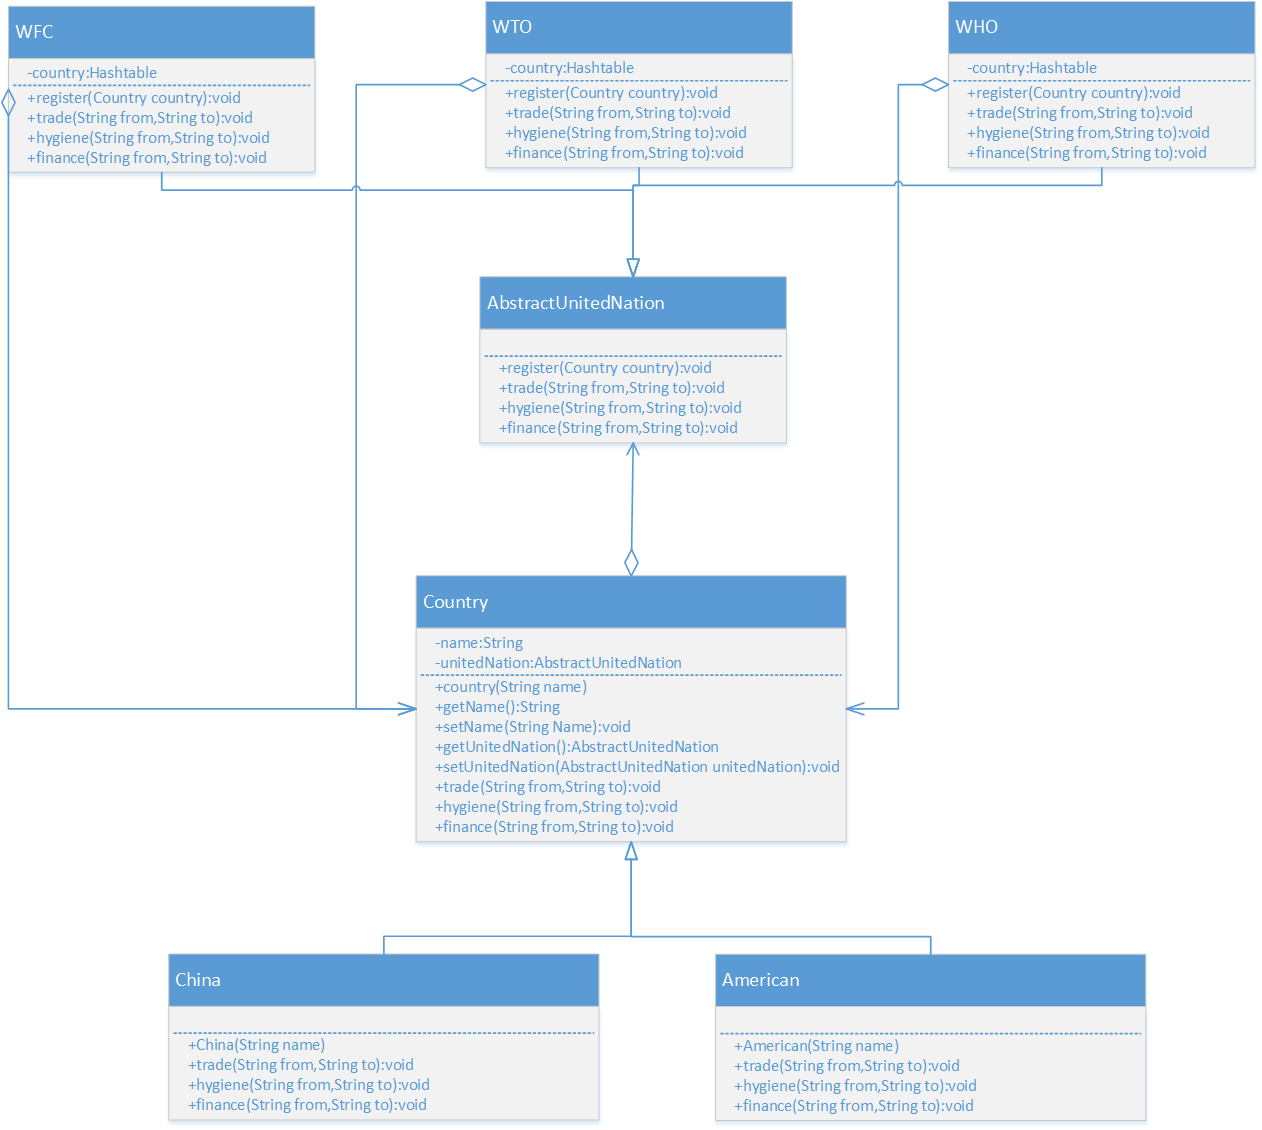 WFC
-country:Hashtable
+register(Country country):void
+trade(String from,String to):void
+hygiene(String from,String to):void
+finance(String from,String to):void
WTO
-country:Hashtable
+register(Country country):void
+trade(String from,String to):void
+hygiene(String from,String to):void
+finance(String from,String to):void
WHO
-country:Hashtable
+register(Country country):void
+trade(String from,String to):void
+hygiene(String from,String to):void
+finance(String from,String to):void
AbstractUnitedNation
+register(Country country):void
+trade(String from,String to):void
+hygiene(String from,String to):void
+finance(String from,String to):void
Country
-name:String
-unitedNation:AbstractUnitedNation
+country(String name)
+getName():String
+setName(String Name):void
+getUnitedNation():AbstractUnitedNation
+setUnitedNation(AbstractUnitedNation unitedNation):void
+trade(String from,String to):void
+hygiene(String from,String to):void
+finance(String from,String to):void
China
+China(String name)
+trade(String from,String to):void
+hygiene(String from,String to):void
+finance(String from,String to):void
American
+American(String name)
+trade(String from,String to):void
+hygiene(String from,String to):void
+finance(String from,String to):void